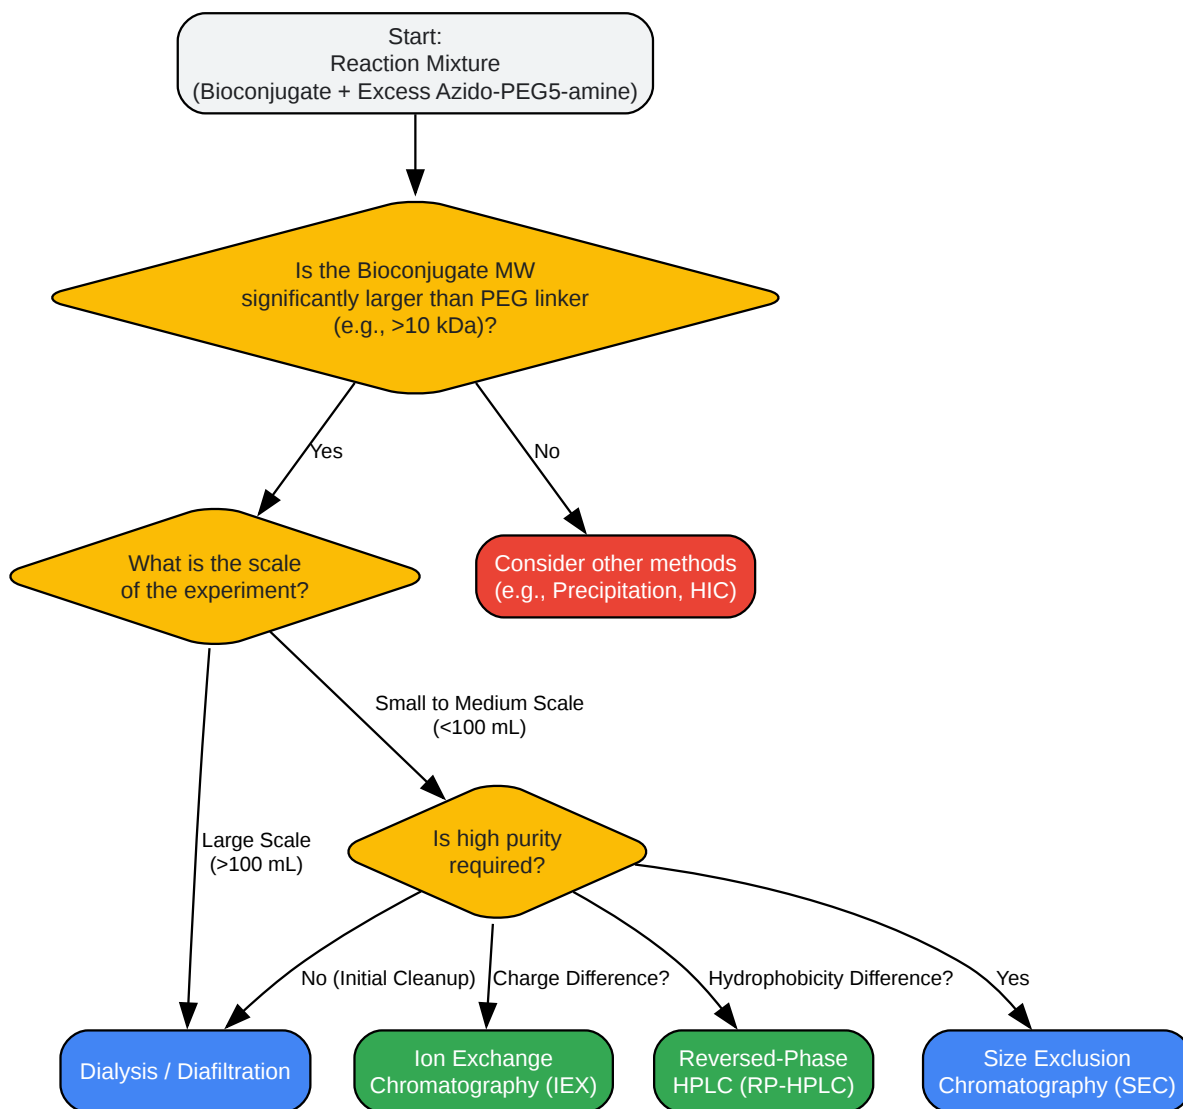 Start:
Reaction Mixture
(Bioconjugate + Excess Azido-PEG5-amine)
Is the Bioconjugate MW
significantly larger than PEG linker
(e.g., >10 kDa)?
Yes
No
What is the scale
of the experiment?
Consider other methods
(e.g., Precipitation, HIC)
Small to Medium Scale
(<100 mL)
Large Scale
(>100 mL)
Is high purity
required?
No (Initial Cleanup)
Charge Difference?
Hydrophobicity Difference?
Yes
Dialysis / Diafiltration
Ion Exchange
Chromatography (IEX)
Reversed-Phase
HPLC (RP-HPLC)
Size Exclusion
Chromatography (SEC)